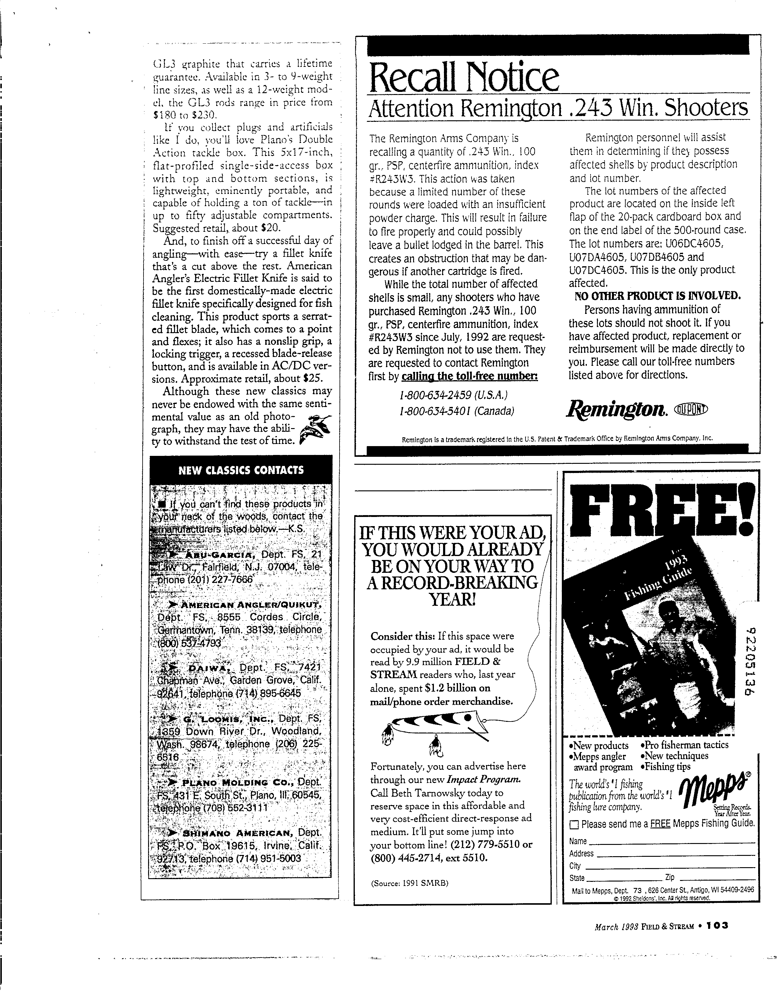 GL3 graphite that carries a lifetime
guarantee. Available in 3- to 9-weight
line sizes, as well as a 12-weight mod-
el, the GL3 rods range in price from
$180 to $230.
If you collect plugs and artificials
like I do, you'll love Plano's Double
Action tackle box. This 5x17-inch,
flat-profiled single-side-access box
with top and bottom sections, is
lightweight, eminently portable, and
capable of holding a ton of tackle—in
up to fifty adjustable compartments.
Suggested retail, about $20.
And, to finish off a successful day of
angling—with ease—try a fillet knife
that's a cut above the rest. American
Angler's Electric Fillet Knife is said to
be the first domestically-made electric
fillet knife specifically designed for fish
cleaning. This product sports a serrat-
ed fillet blade, which comes to a point
and flexes; it also has a nonslip grip, a
locking trigger, a recessed blade-release
button, and is available in AC/DC ver-
sions. Approximate retail, about $25.
Although these new classics may
never be endowed with the same senti-
mental value as an old photo-
graph, they may have the abili-
ty to withstand the test of time.
NEW CLASSICS CONTACTS
■ If you can't find these products in
your neck of the woods, contact the
manufacturers listed below.—K.S.
➤ ABU-GARCIA, Dept. FS, 21
Law Dr., Fairfield, N.J. 07004, tele-
phone (201) 227-7666
➤ AMERICAN ANGLER/QUIKUT,
Dept. FS, 8555 Cordes Circle,
Germantown, Tenn. 38139, telephone
(800) 537-4793
➤ DAIWA, Dept. FS, 7421
Chapman Ave., Garden Grove, Calif.
92641, telephone (714) 895-6645
➤ G. LOOMIS, INC., Dept. FS,
1359 Down River Dr., Woodland,
Wash. 98674, telephone (206) 225-
6516
➤ PLANO MOLDING CO., Dept.
FS, 431 E. South St., Plano, Ill. 60545,
telephone (708) 552-3111
➤ SHIMANO AMERICAN, Dept.
FS, P.O. Box 19615, Irvine, Calif.
92713, telephone (714) 951-5003
Recall Notice
Attention Remington .243 Win. Shooters
The Remington Arms Company is
recalling a quantity of .243 Win., 100
gr., PSP, centerfire ammunition, index
#R243W3. This action was taken
because a limited number of these
rounds were loaded with an insufficient
powder charge. This will result in failure
to fire properly and could possibly
leave a bullet lodged in the barrel. This
creates an obstruction that may be dan-
gerous if another cartridge is fired.
While the total number of affected
shells is small, any shooters who have
purchased Remington .243 Win., 100
gr., PSP, centerfire ammunition, index
#R243W3 since July, 1992 are request-
ed by Remington not to use them. They
are requested to contact Remington
first by calling the toll-free number:
1-800-634-2459 (U.S.A.)
1-800-634-5401 (Canada)
Remington personnel will assist
them in determining if they possess
affected shells by product description
and lot number.
The lot numbers of the affected
product are located on the inside left
flap of the 20-pack cardboard box and
on the end label of the 500-round case.
The lot numbers are: U06DC4605,
U07DA4605, U07DB4605 and
U07DC4605. This is the only product
affected.
NO OTHER PRODUCT IS INVOLVED.
Persons having ammunition of
these lots should not shoot it. If you
have affected product, replacement or
reimbursement will be made directly to
you. Please call our toll-free numbers
listed above for directions.
Remington. DUPONT
Remington is a trademark registered in the U.S. Patent & Trademark Office by Remington Arms Company, Inc.
IF THIS WERE YOUR AD,
YOU WOULD ALREADY
BE ON YOUR WAY TO
A RECORD-BREAKING
YEAR!
Consider this: If this space were
occupied by your ad, it would be
read by 9.9 million FIELD &
STREAM readers who, last year
alone, spent $1.2 billion on
mail/phone order merchandise.
Fortunately, you can advertise here
through our new Impact Program.
Call Beth Tarnowsky today to
reserve space in this affordable and
very cost-efficient direct-response ad
medium. It'll put some jump into
your bottom line! (212) 779-5510 or
(800) 445-2714, ext 5510.
(Source: 1991 SMRB)
FREE!
1993
Fishing Guide
•New products
•Mepps angler
award program
•Pro fisherman tactics
•New techniques
•Fishing tips
The world's #1 fishing
publication from the world's #1
fishing lure company.
Mepps®
Setting Records.
Year After Year.
☐ Please send me a FREE Mepps Fishing Guide.
Name
Address
City
State Zip
Mail to Mepps, Dept. 73 , 626 Center St., Antigo, WI 54409-2496
© 1992 Sheldons', Inc. All rights reserved.
92205136
March 1993 FIELD & STREAM • 103